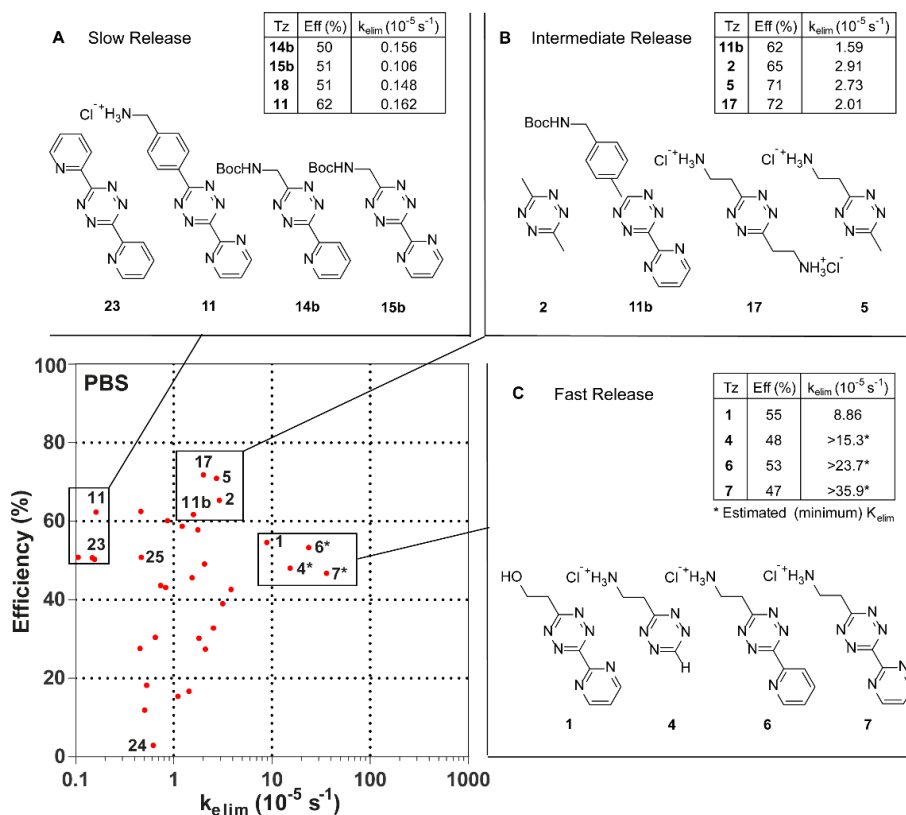 A Slow Release
Tz Eff (%) k_elim (10^-5 s^-1)
14b 50 0.156
15b 51 0.106
18 51 0.148
11 62 0.162
Cl^- +H3N
BocHN
BocHN
N N N N N N
N N N N N N N
N N N N N N
N N N N N N N
23 11 14b 15b
B Intermediate Release
Tz Eff (%) k_elim (10^-5 s^-1)
11b 62 1.59
2 65 2.91
5 71 2.73
17 72 2.01
BocHN
Cl^- +H3N
Cl^- +H3N
N N N N
N N N N N N
N N N N N N
NH3Cl^-
+
2 11b 17 5
PBS
Efficiency (%)
100
80
60
40
20
0
17
5
11b
2
11
23
25
24
1
6*
4*
7*
0.1 1 10 100 1000
k_elim (10^-5 s^-1)
C Fast Release
Tz Eff (%) k_elim (10^-5 s^-1)
1 55 8.86
4 48 >15.3*
6 53 >23.7*
7 47 >35.9*
* Estimated (minimum) K_elim
HO
Cl^- +H3N
Cl^- +H3N
Cl^- +H3N
N N N N
N N N N
H
N N N N N
N N N N N N
1 4 6 7